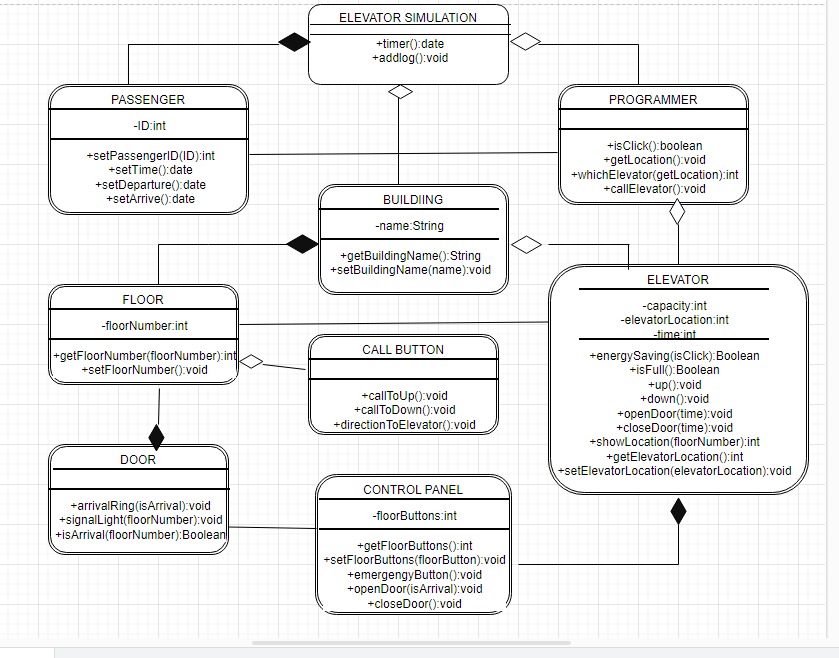 ELEVATOR SIMULATION
+timer():date
+addlog():void
PASSENGER
-ID:int
+setPassengerID(ID):int
+setTime():date
+setDeparture():date
+setArrive():date
PROGRAMMER
+isClick():boolean
+getLocation():void
+whichElevator(getLocation):int
+callElevator():void
BUILDIING
-name:String
+getBuildingName():String
+setBuildingName(name):void
FLOOR
-floorNumber:int
+getFloorNumber(floorNumber):int
+setFloorNumber():void
CALL BUTTON
+callToUp():void
+callToDown():void
+directionToElevator():void
ELEVATOR
-capacity:int
-elevatorLocation:int
-time:int
+energySaving(isClick):Boolean
+isFull():Boolean
+up():void
+down():void
+openDoor(time):void
+closeDoor(time):void
+showLocation(floorNumber):int
+getElevatorLocation():int
+setElevatorLocation(elevatorLocation):void
DOOR
+arrivalRing(isArrival):void
+signalLight(floorNumber):void
+isArrival(floorNumber):Boolean
CONTROL PANEL
-floorButtons:int
+getFloorButtons():int
+setFloorButtons(floorButton):void
+emergengyButton():void
+openDoor(isArrival):void
+closeDoor():void